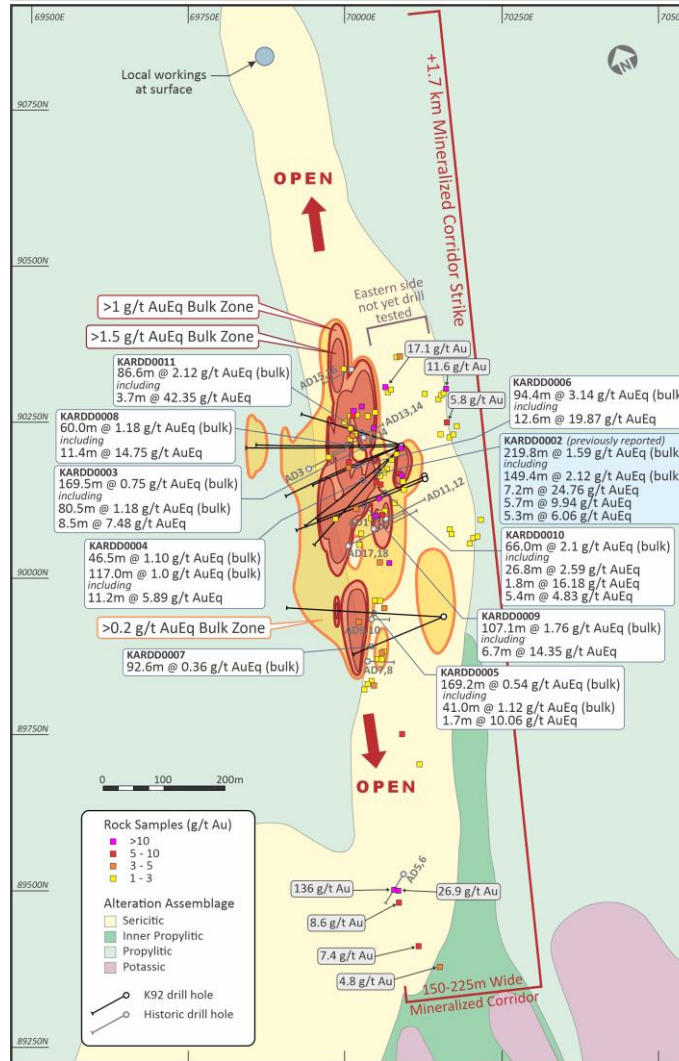 69500E
69750E
70000E
70250E
7050
90750N
90500N
90250N
90000N
89750N
89500N
89250N
N
Local workings
at surface
+1.7 km Mineralized Corridor Strike
OPEN
Eastern side
not yet drill
tested
>1 g/t AuEq Bulk Zone
>1.5 g/t AuEq Bulk Zone
17.1 g/t Au
11.6 g/t Au
5.8 g/t Au
KARDD0011
86.6m @ 2.12 g/t AuEq (bulk)
including
3.7m @ 42.35 g/t AuEq
KARDD0008
60.0m @ 1.18 g/t AuEq (bulk)
including
11.4m @ 14.75 g/t AuEq
KARDD0003
169.5m @ 0.75 g/t AuEq (bulk)
including
80.5m @ 1.18 g/t AuEq (bulk)
8.5m @ 7.48 g/t AuEq
KARDD0004
46.5m @ 1.10 g/t AuEq (bulk)
117.0m @ 1.0 g/t AuEq (bulk)
including
11.2m @ 5.89 g/t AuEq
>0.2 g/t AuEq Bulk Zone
KARDD0007
92.6m @ 0.36 g/t AuEq (bulk)
KARDD0006
94.4m @ 3.14 g/t AuEq (bulk)
including
12.6m @ 19.87 g/t AuEq
KARDD0002 (previously reported)
219.8m @ 1.59 g/t AuEq (bulk)
including
149.4m @ 2.12 g/t AuEq (bulk)
7.2m @ 24.76 g/t AuEq
5.7m @ 9.94 g/t AuEq
5.3m @ 6.06 g/t AuEq
KARDD0010
66.0m @ 2.1 g/t AuEq (bulk)
including
26.8m @ 2.59 g/t AuEq
1.8m @ 16.18 g/t AuEq
5.4m @ 4.83 g/t AuEq
KARDD0009
107.1m @ 1.76 g/t AuEq (bulk)
including
6.7m @ 14.35 g/t AuEq
KARDD0005
169.2m @ 0.54 g/t AuEq (bulk)
including
41.0m @ 1.12 g/t AuEq (bulk)
1.7m @ 10.06 g/t AuEq
AD13,14
AD3
AD11,12
AD17,18
AD7,8
OPEN
0 100 200m
AD5,6
136 g/t Au
26.9 g/t Au
8.6 g/t Au
7.4 g/t Au
4.8 g/t Au
150-225m Wide
Mineralized Corridor
Rock Samples (g/t Au)
>10
5 - 10
3 - 5
1 - 3
Alteration Assemblage
Sericitic
Inner Propylitic
Propylitic
Potassic
K92 drill hole
Historic drill hole